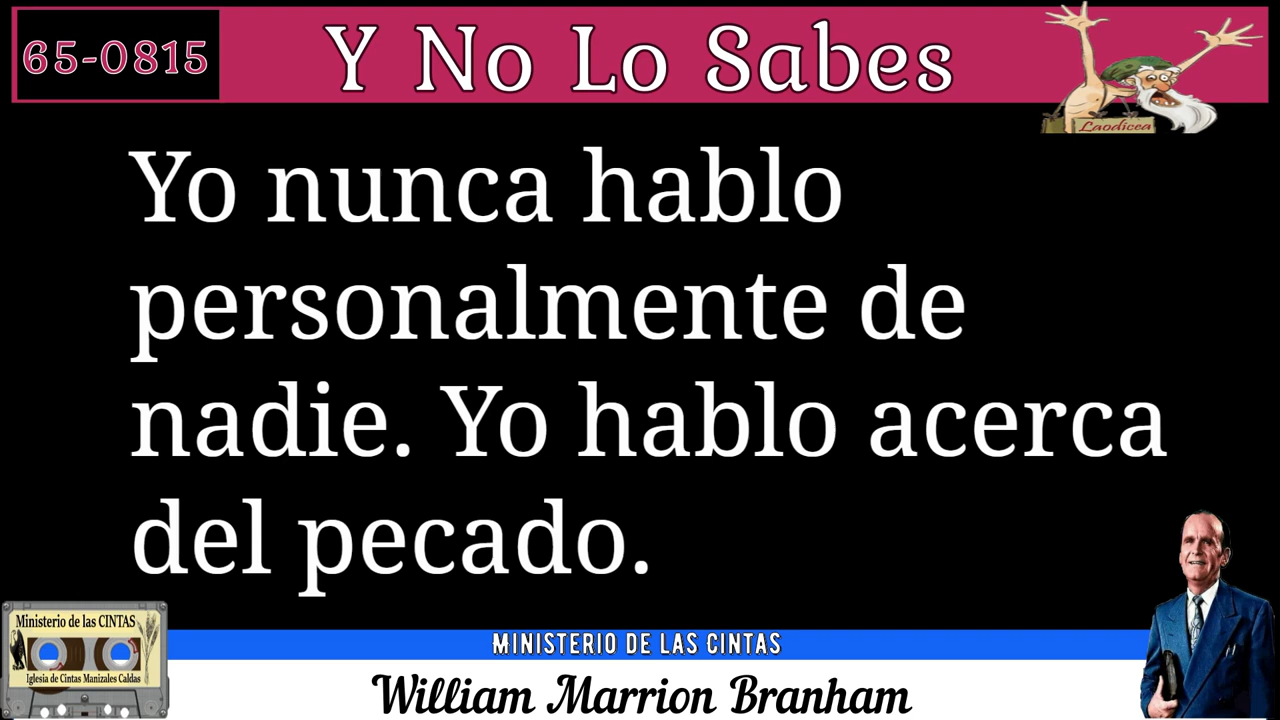 65-0815
Y No Lo Sabes
Laodicea
Yo nunca hablo
personalmente de
nadie. Yo hablo acerca
del pecado.
Ministerio de las CINTAS
Iglesia de Cintas Manizales Caldas
MINISTERIO DE LAS CINTAS
William Marrion Branham